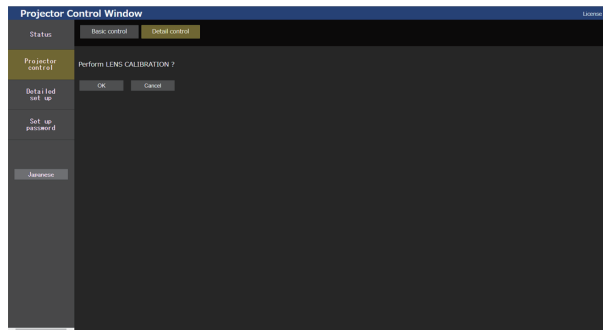 Projector Control Window
License
Status
Basic control
Detail control
Projector
control
Perform LENS CALIBRATION ?
OK
Cancel
Detailed
set up
Set up
password
Japanese